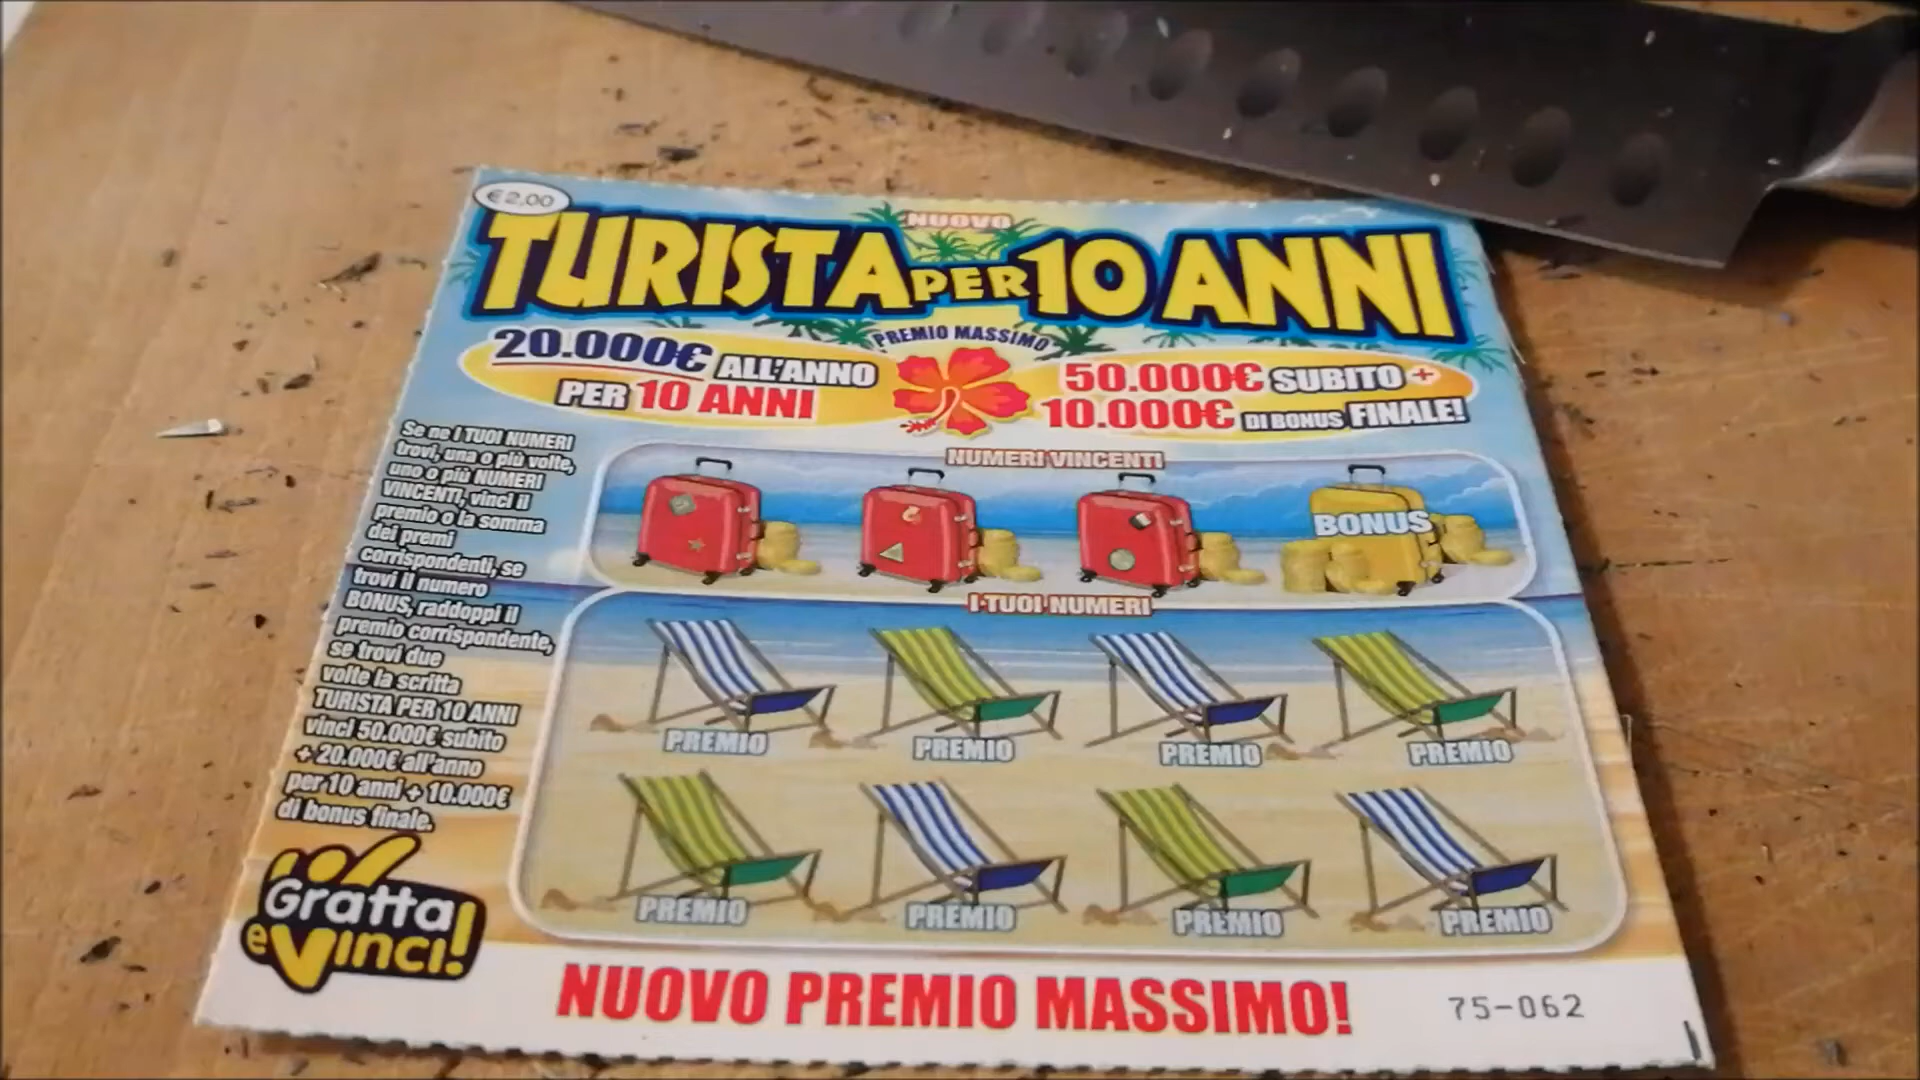 €2,00
NUOVO
TURISTA PER 10 ANNI
PREMIO MASSIMO
20.000€ ALL'ANNO
PER 10 ANNI
50.000€ SUBITO +
10.000€ DI BONUS FINALE!
Se ne I TUOI NUMERI
trovi, una o più volte,
uno o più NUMERI
VINCENTI, vinci il
premio o la somma
dei premi
corrispondenti, se
trovi il numero
BONUS, raddoppi il
premio corrispondente,
se trovi due
volte la scritta
TURISTA PER 10 ANNI
vinci 50.000€ subito
+ 20.000€ all'anno
per 10 anni + 10.000€
di bonus finale.
NUMERI VINCENTI
BONUS
I TUOI NUMERI
PREMIO PREMIO PREMIO PREMIO
PREMIO PREMIO PREMIO PREMIO
Gratta
e Vinci!
NUOVO PREMIO MASSIMO!
75-062